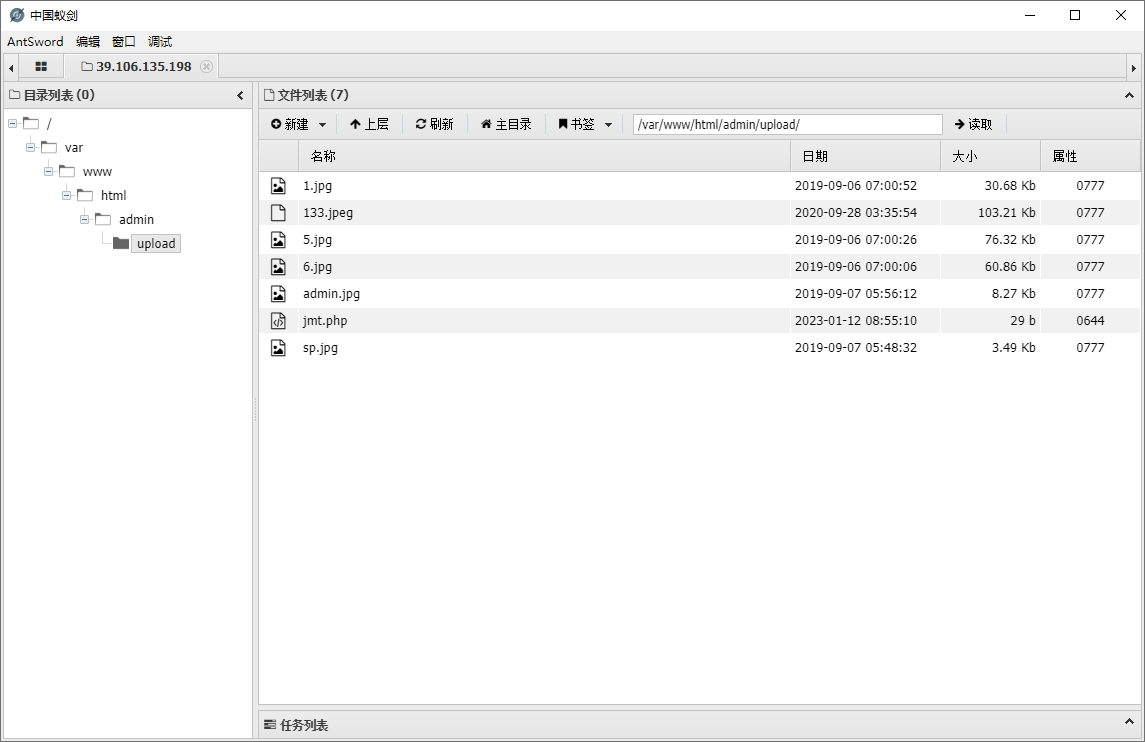 中国蚁剑
AntSword 编辑 窗口 调试
39.106.135.198
目录列表 (0)
/
var
www
html
admin
upload
文件列表 (7)
新建 上层 刷新 主目录 书签 /var/www/html/admin/upload/ 读取
名称 日期 大小 属性
1.jpg 2019-09-06 07:00:52 30.68 Kb 0777
133.jpeg 2020-09-28 03:35:54 103.21 Kb 0777
5.jpg 2019-09-06 07:00:26 76.32 Kb 0777
6.jpg 2019-09-06 07:00:06 60.86 Kb 0777
admin.jpg 2019-09-07 05:56:12 8.27 Kb 0777
jmt.php 2023-01-12 08:55:10 29 b 0644
sp.jpg 2019-09-07 05:48:32 3.49 Kb 0777
任务列表